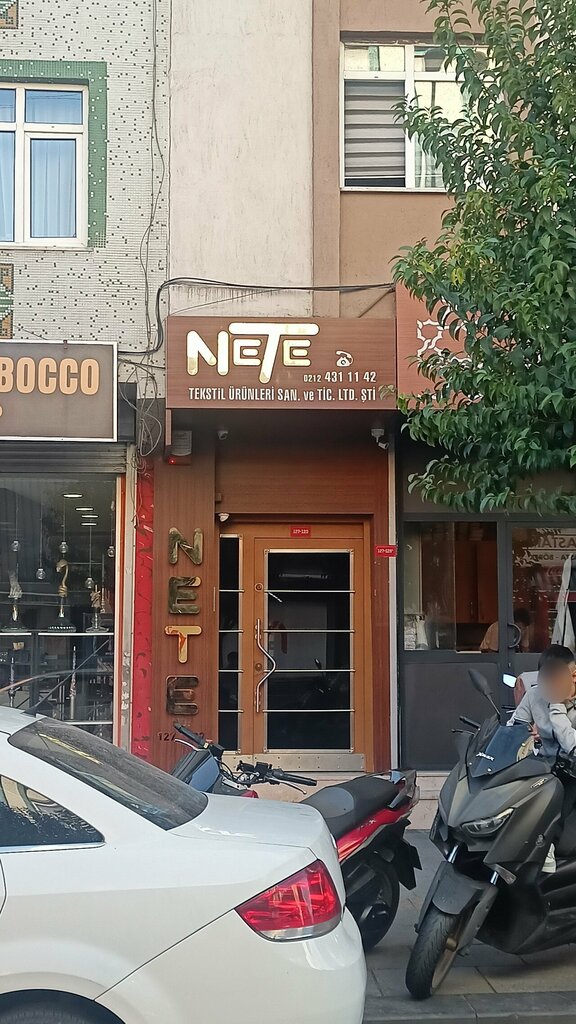 BOCCO
NETE
0212 431 11 42
TEKSTİL ÜRÜNLERİ SAN. ve TİC. LTD. ŞTİ
N
E
T
E